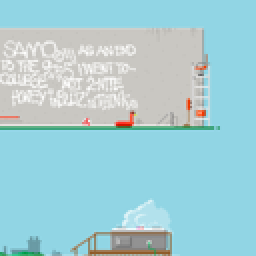 SAMO© AS AN END
TO THE 9-5 "I WENT TO
COLLEGE" "NOT 2-NITE
HONEY"